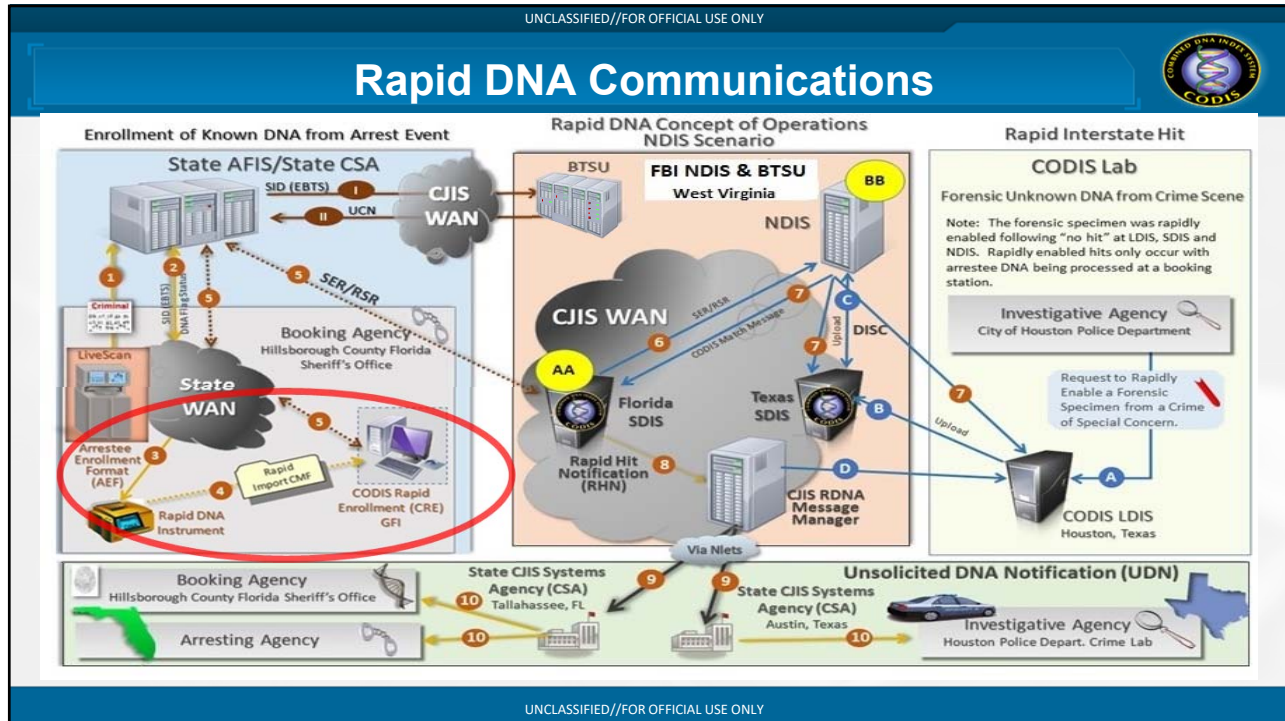 UNCLASSIFIED//FOR OFFICIAL USE ONLY
Rapid DNA Communications
COMBINED DNA INDEX SYSTEM
CODIS
Enrollment of Known DNA from Arrest Event
State AFIS/State CSA
SID (EBTS)
I
II
UCN
CJIS
WAN
1
2
5
5
SER/RSR
Criminal
SID (EBTS)
DNA Flag Status
LiveScan
Booking Agency
Hillsborough County Florida
Sheriff's Office
State
WAN
Arrestee
Enrollment
Format
(AEF)
3
4
5
Rapid
Import CMF
Rapid DNA
Instrument
CODIS Rapid
Enrollment (CRE)
GFI
Rapid DNA Concept of Operations
NDIS Scenario
BTSU
FBI NDIS & BTSU
West Virginia
BB
NDIS
CJIS WAN
SER/RSR
6
7
CODIS Match Message
C
Upload
DISC
7
AA
Florida
SDIS
Texas
SDIS
B
Upload
7
Rapid Hit
Notification
(RHN)
8
D
CJIS RDNA
Message
Manager
Rapid Interstate Hit
CODIS Lab
Forensic Unknown DNA from Crime Scene
Note: The forensic specimen was rapidly
enabled following "no hit" at LDIS, SDIS and
NDIS. Rapidly enabled hits only occur with
arrestee DNA being processed at a booking
station.
Investigative Agency
City of Houston Police Department
Request to Rapidly
Enable a Forensic
Specimen from a Crime
of Special Concern.
A
CODIS LDIS
Houston, Texas
Via Nlets
9
9
Booking Agency
Hillsborough County Florida Sheriff's Office
Arresting Agency
10
10
State CJIS Systems
Agency (CSA)
Tallahassee, FL
State CJIS Systems
Agency (CSA)
Austin, Texas
10
Unsolicited DNA Notification (UDN)
Investigative Agency
Houston Police Depart. Crime Lab
UNCLASSIFIED//FOR OFFICIAL USE ONLY